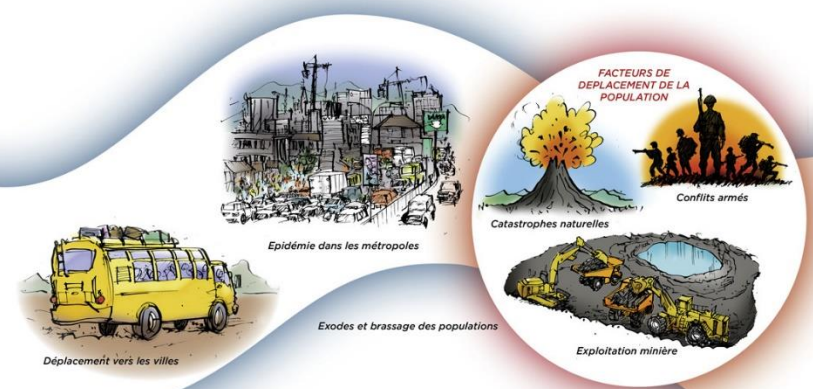 FACTEURS DE
DEPLACEMENT DE LA
POPULATION
Conflits armés
Catastrophes naturelles
Epidémie dans les métropoles
Exodes et brassage des populations
Exploitation minière
Déplacement vers les villes